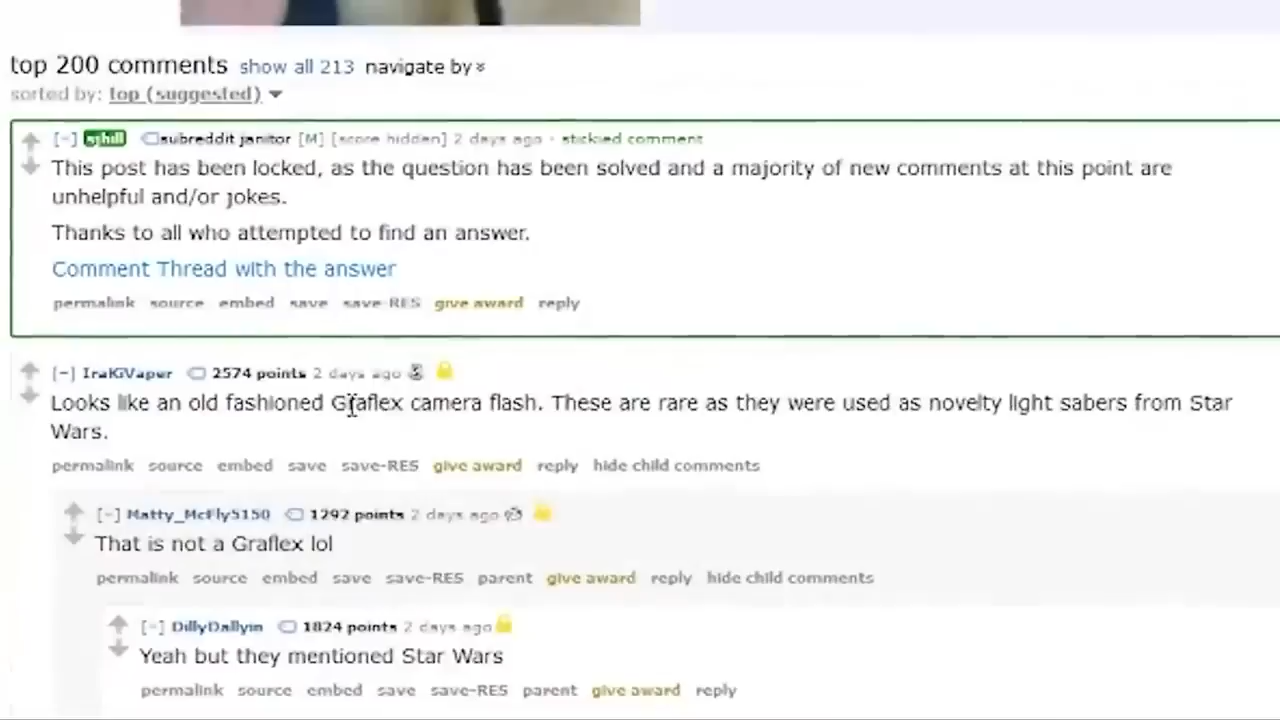 top 200 comments show all 213 navigate by
sorted by: top (suggested)
[-] subreddit janitor [M] [score hidden] 2 days ago · stickied comment
This post has been locked, as the question has been solved and a majority of new comments at this point are
unhelpful and/or jokes.
Thanks to all who attempted to find an answer.
Comment Thread with the answer
permalink source embed save save-RES give award reply
[-] IraKiVaper 2574 points 2 days ago
Looks like an old fashioned Graflex camera flash. These are rare as they were used as novelty light sabers from Star
Wars.
permalink source embed save save-RES give award reply hide child comments
[-] Matty_McFly5150 1292 points 2 days ago
That is not a Graflex lol
permalink source embed save save-RES parent give award reply hide child comments
[-] DillyDallyin 1824 points 2 days ago
Yeah but they mentioned Star Wars
permalink source embed save save-RES parent give award reply